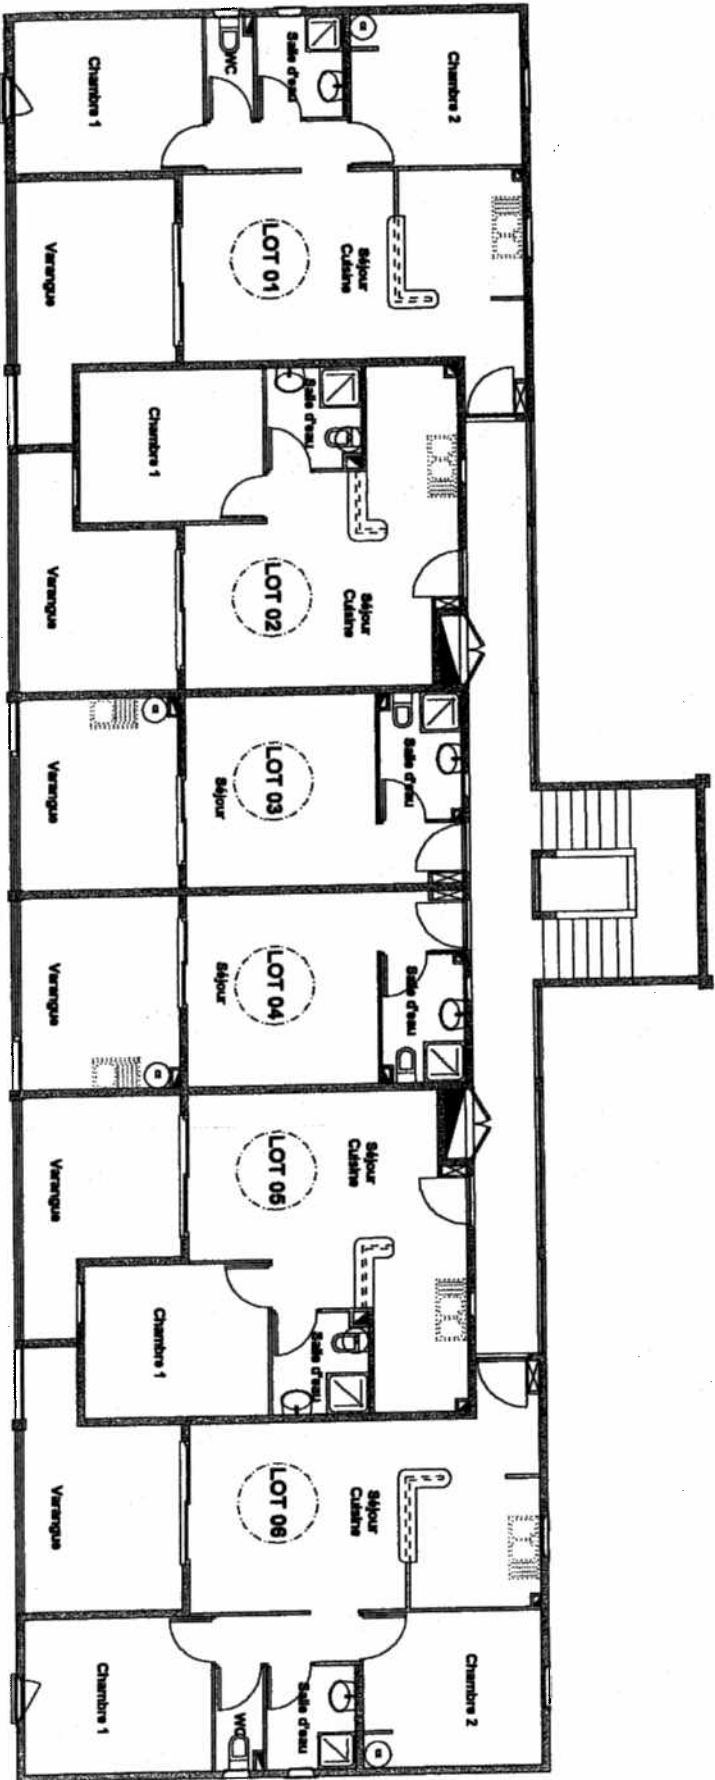 Chambre 1
WC
Salle d'eau
Chambre 2
Varangue
LOT 01
Séjour
Cuisine
Chambre 1
Salle d'eau
Varangue
LOT 02
Séjour
Cuisine
Varangue
LOT 03
Séjour
Salle d'eau
Varangue
LOT 04
Séjour
Salle d'eau
Varangue
LOT 05
Séjour
Cuisine
Chambre 1
Salle d'eau
Varangue
LOT 06
Séjour
Cuisine
Chambre 1
WC
Salle d'eau
Chambre 2